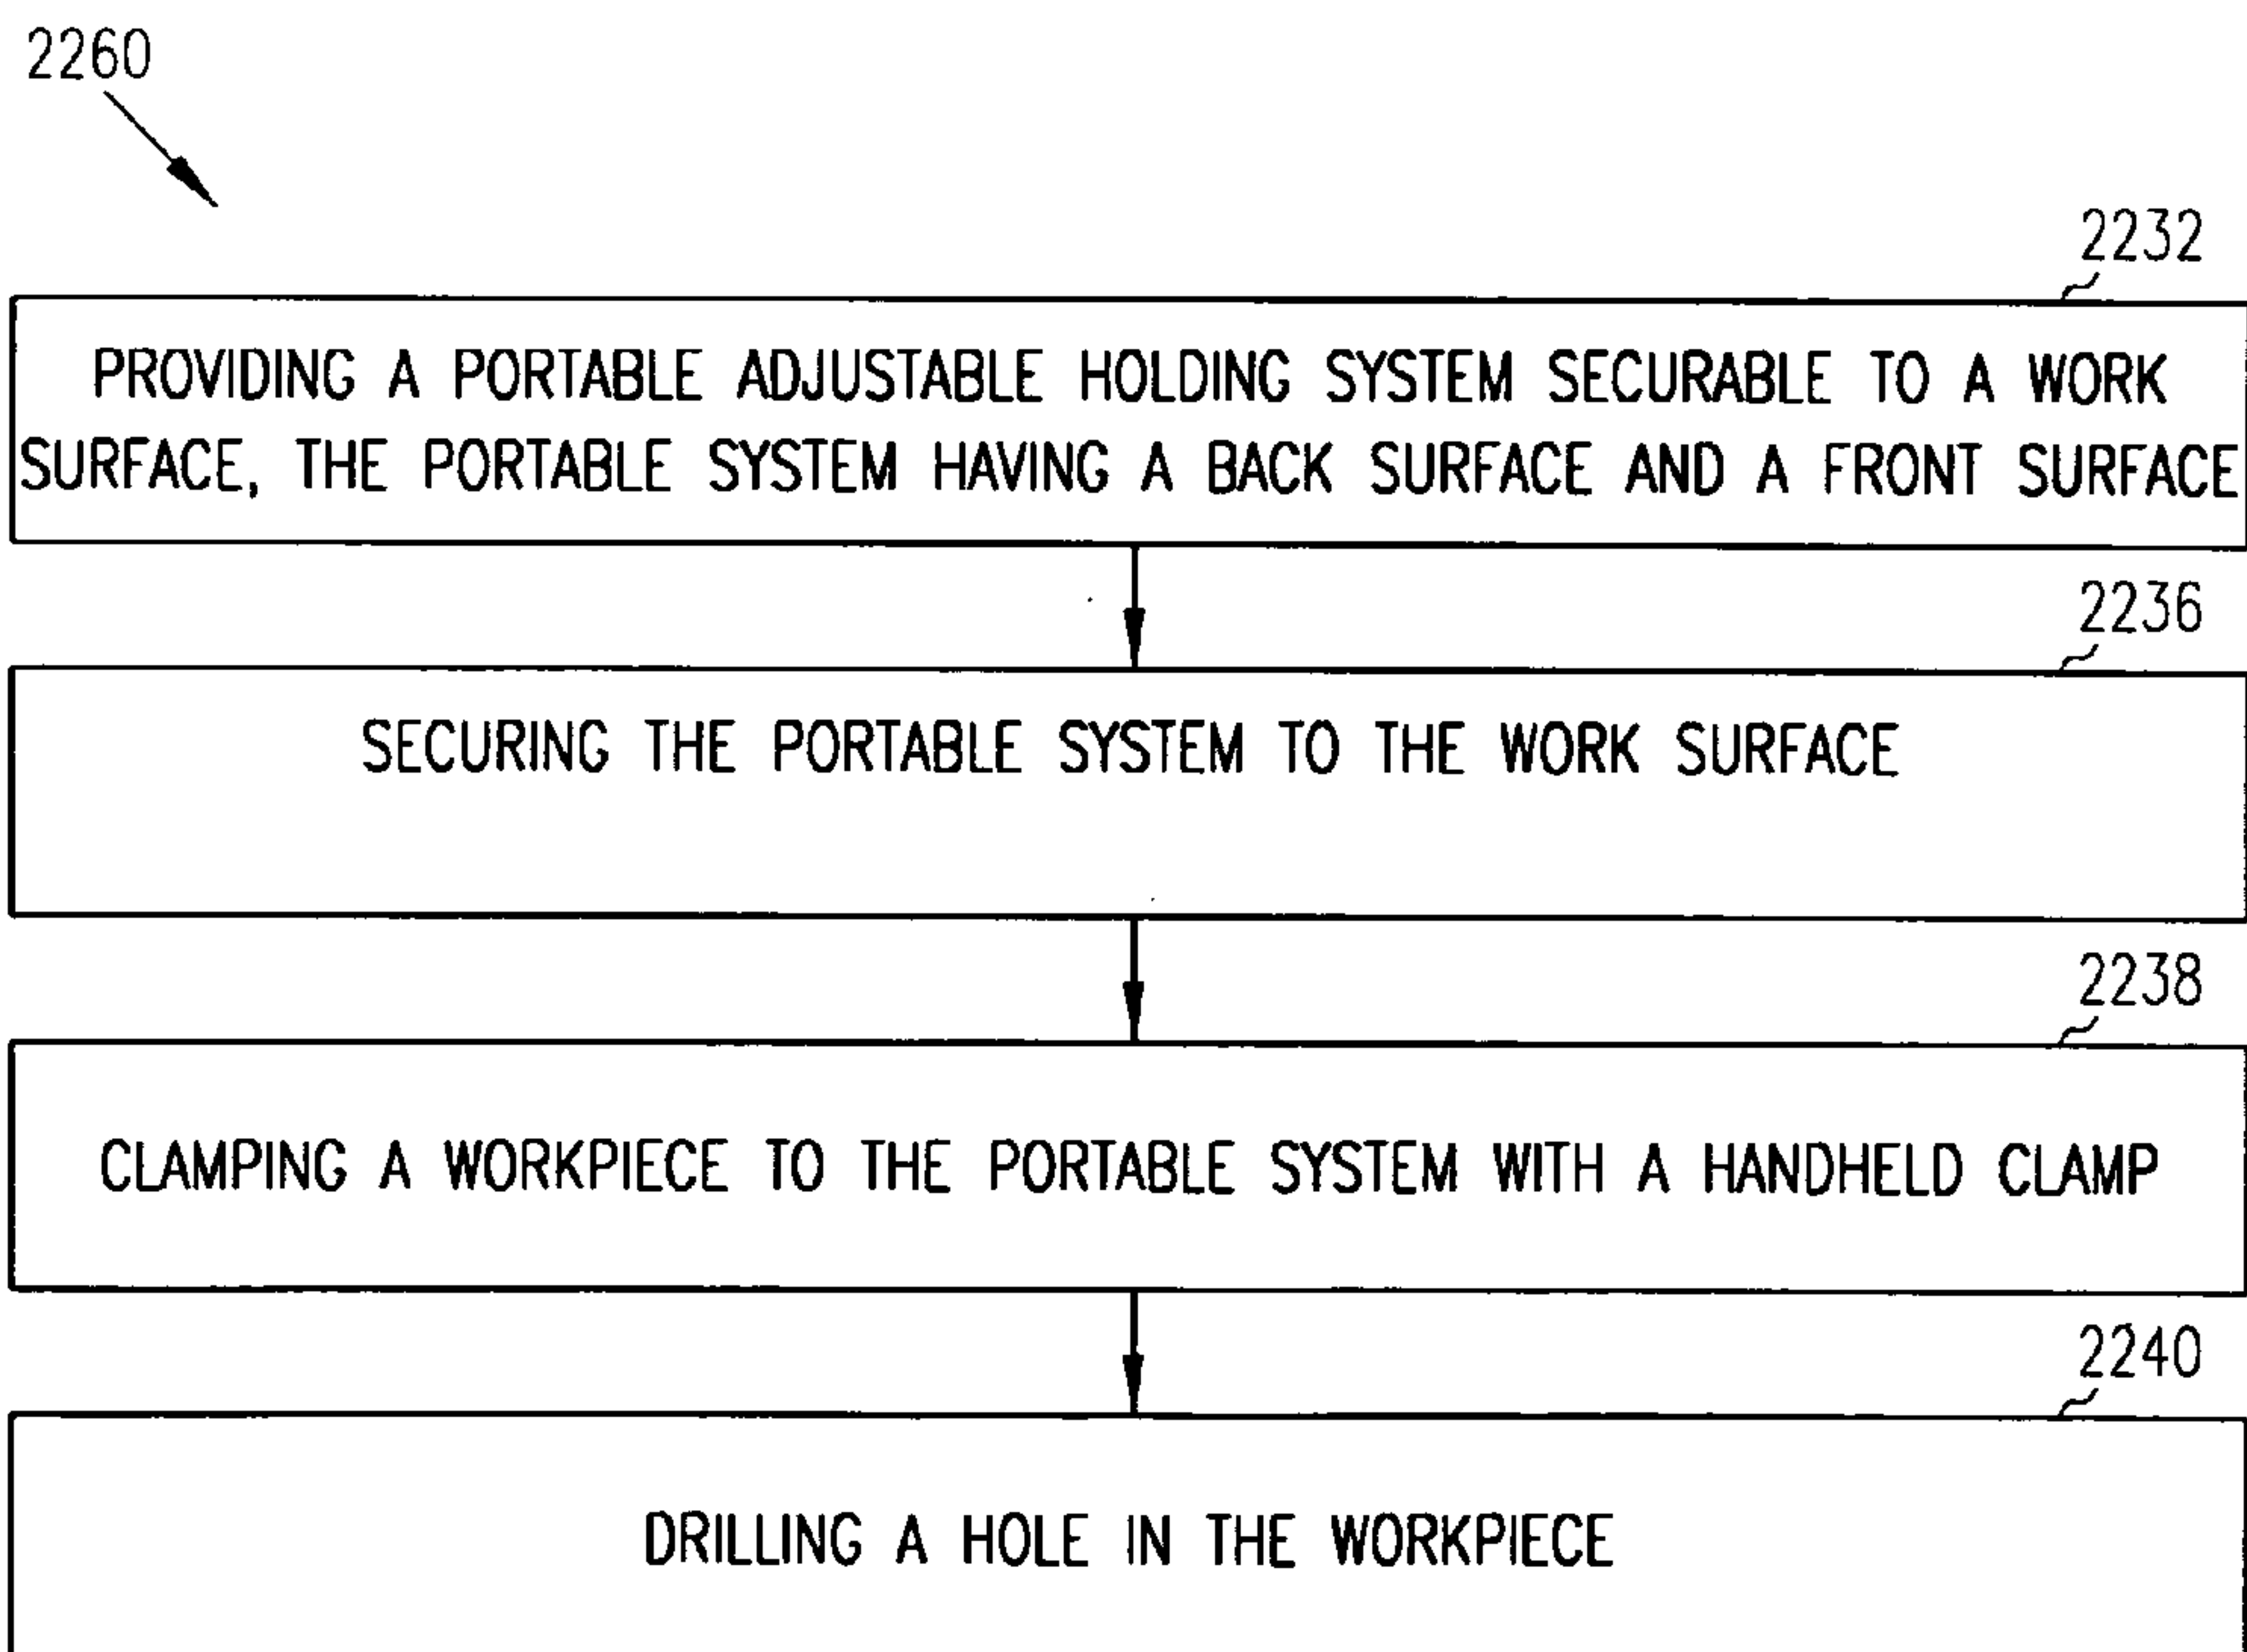 2260
2232
PROVIDING A PORTABLE ADJUSTABLE HOLDING SYSTEM SECURABLE TO A WORK
SURFACE, THE PORTABLE SYSTEM HAVING A BACK SURFACE AND A FRONT SURFACE
2236
SECURING THE PORTABLE SYSTEM TO THE WORK SURFACE
2238
CLAMPING A WORKPIECE TO THE PORTABLE SYSTEM WITH A HANDHELD CLAMP
2240
DRILLING A HOLE IN THE WORKPIECE